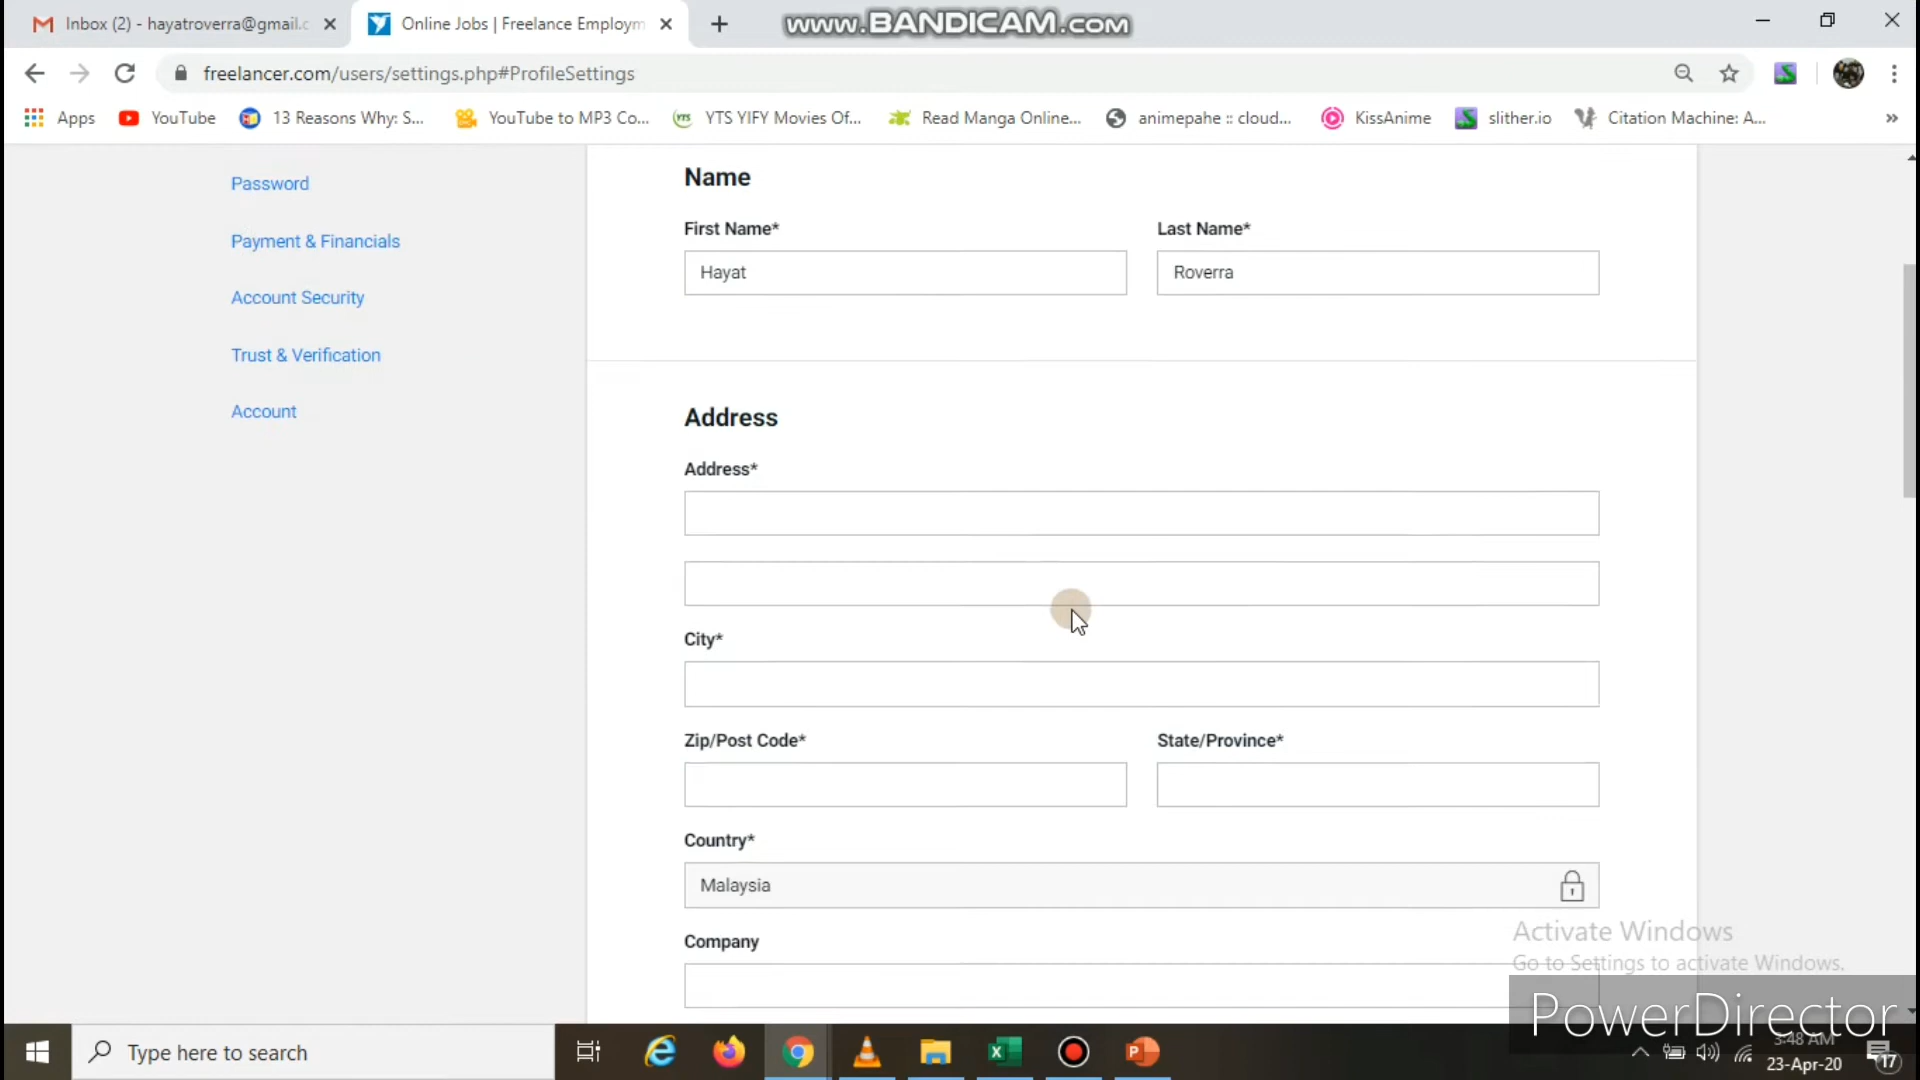 Inbox (2) - hayatroverra@gmail.c
Online Jobs | Freelance Employm
www.BANDICAM.com
freelancer.com/users/settings.php#ProfileSettings
Apps
YouTube
13 Reasons Why: S...
YouTube to MP3 Co...
YTS YIFY Movies Of...
Read Manga Online...
animepahe :: cloud...
KissAnime
slither.io
Citation Machine: A...
»
Password
Payment & Financials
Account Security
Trust & Verification
Account
Name
First Name*
Last Name*
Hayat
Roverra
Address
Address*
City*
Zip/Post Code*
State/Province*
Country*
Malaysia
Company
Activate Windows
Go to Settings to activate Windows.
PowerDirector
Type here to search
3:48 AM
23-Apr-20
17